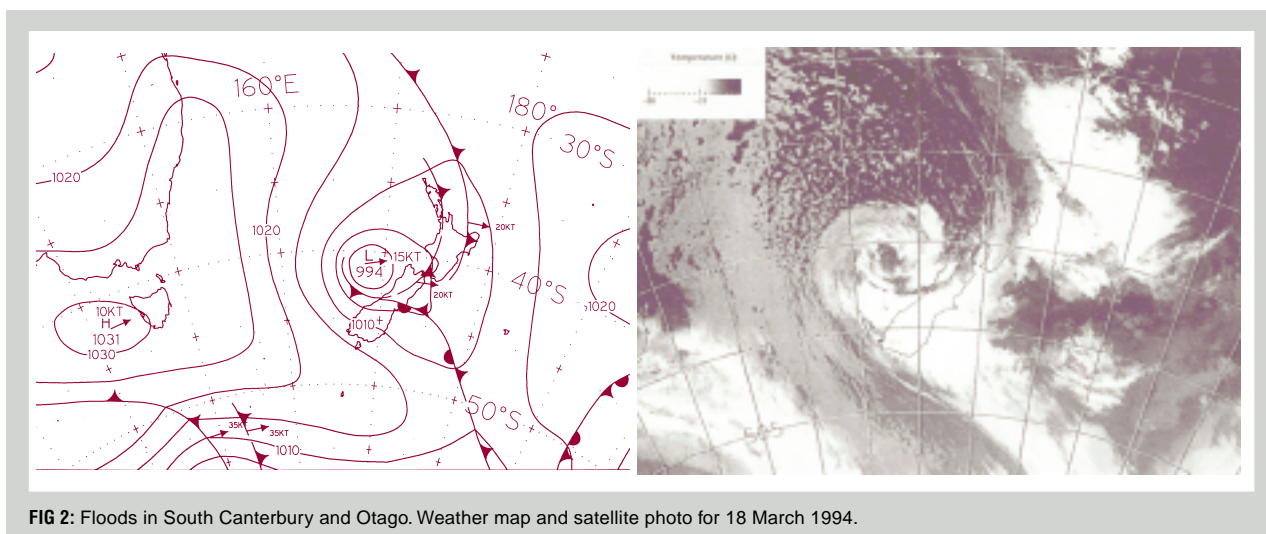 160°E
180°
30°S
1020
1020
20KT
L
15KT
994
40°S
20KT
1020
10KT
H
1031
1030
1010
50°S
35KT
1010
Temperature
FIG 2: Floods in South Canterbury and Otago. Weather map and satellite photo for 18 March 1994.